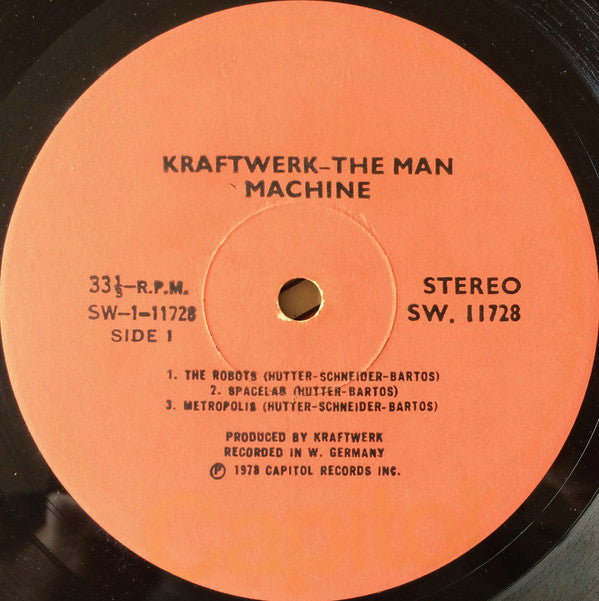 KRAFTWERK–THE MAN
MACHINE
33⅓–R.P.M.
SW–1–11728
SIDE 1
STEREO
SW. 11728
1. THE ROBOTS (HUTTER-SCHNEIDER-BARTOS)
2. SPACELAB (HUTTER-BARTOS)
3. METROPOLIS (HUTTER-SCHNEIDER-BARTOS)
PRODUCED BY KRAFTWERK
RECORDED IN W. GERMANY
℗ 1978 CAPITOL RECORDS INC.
Capitol